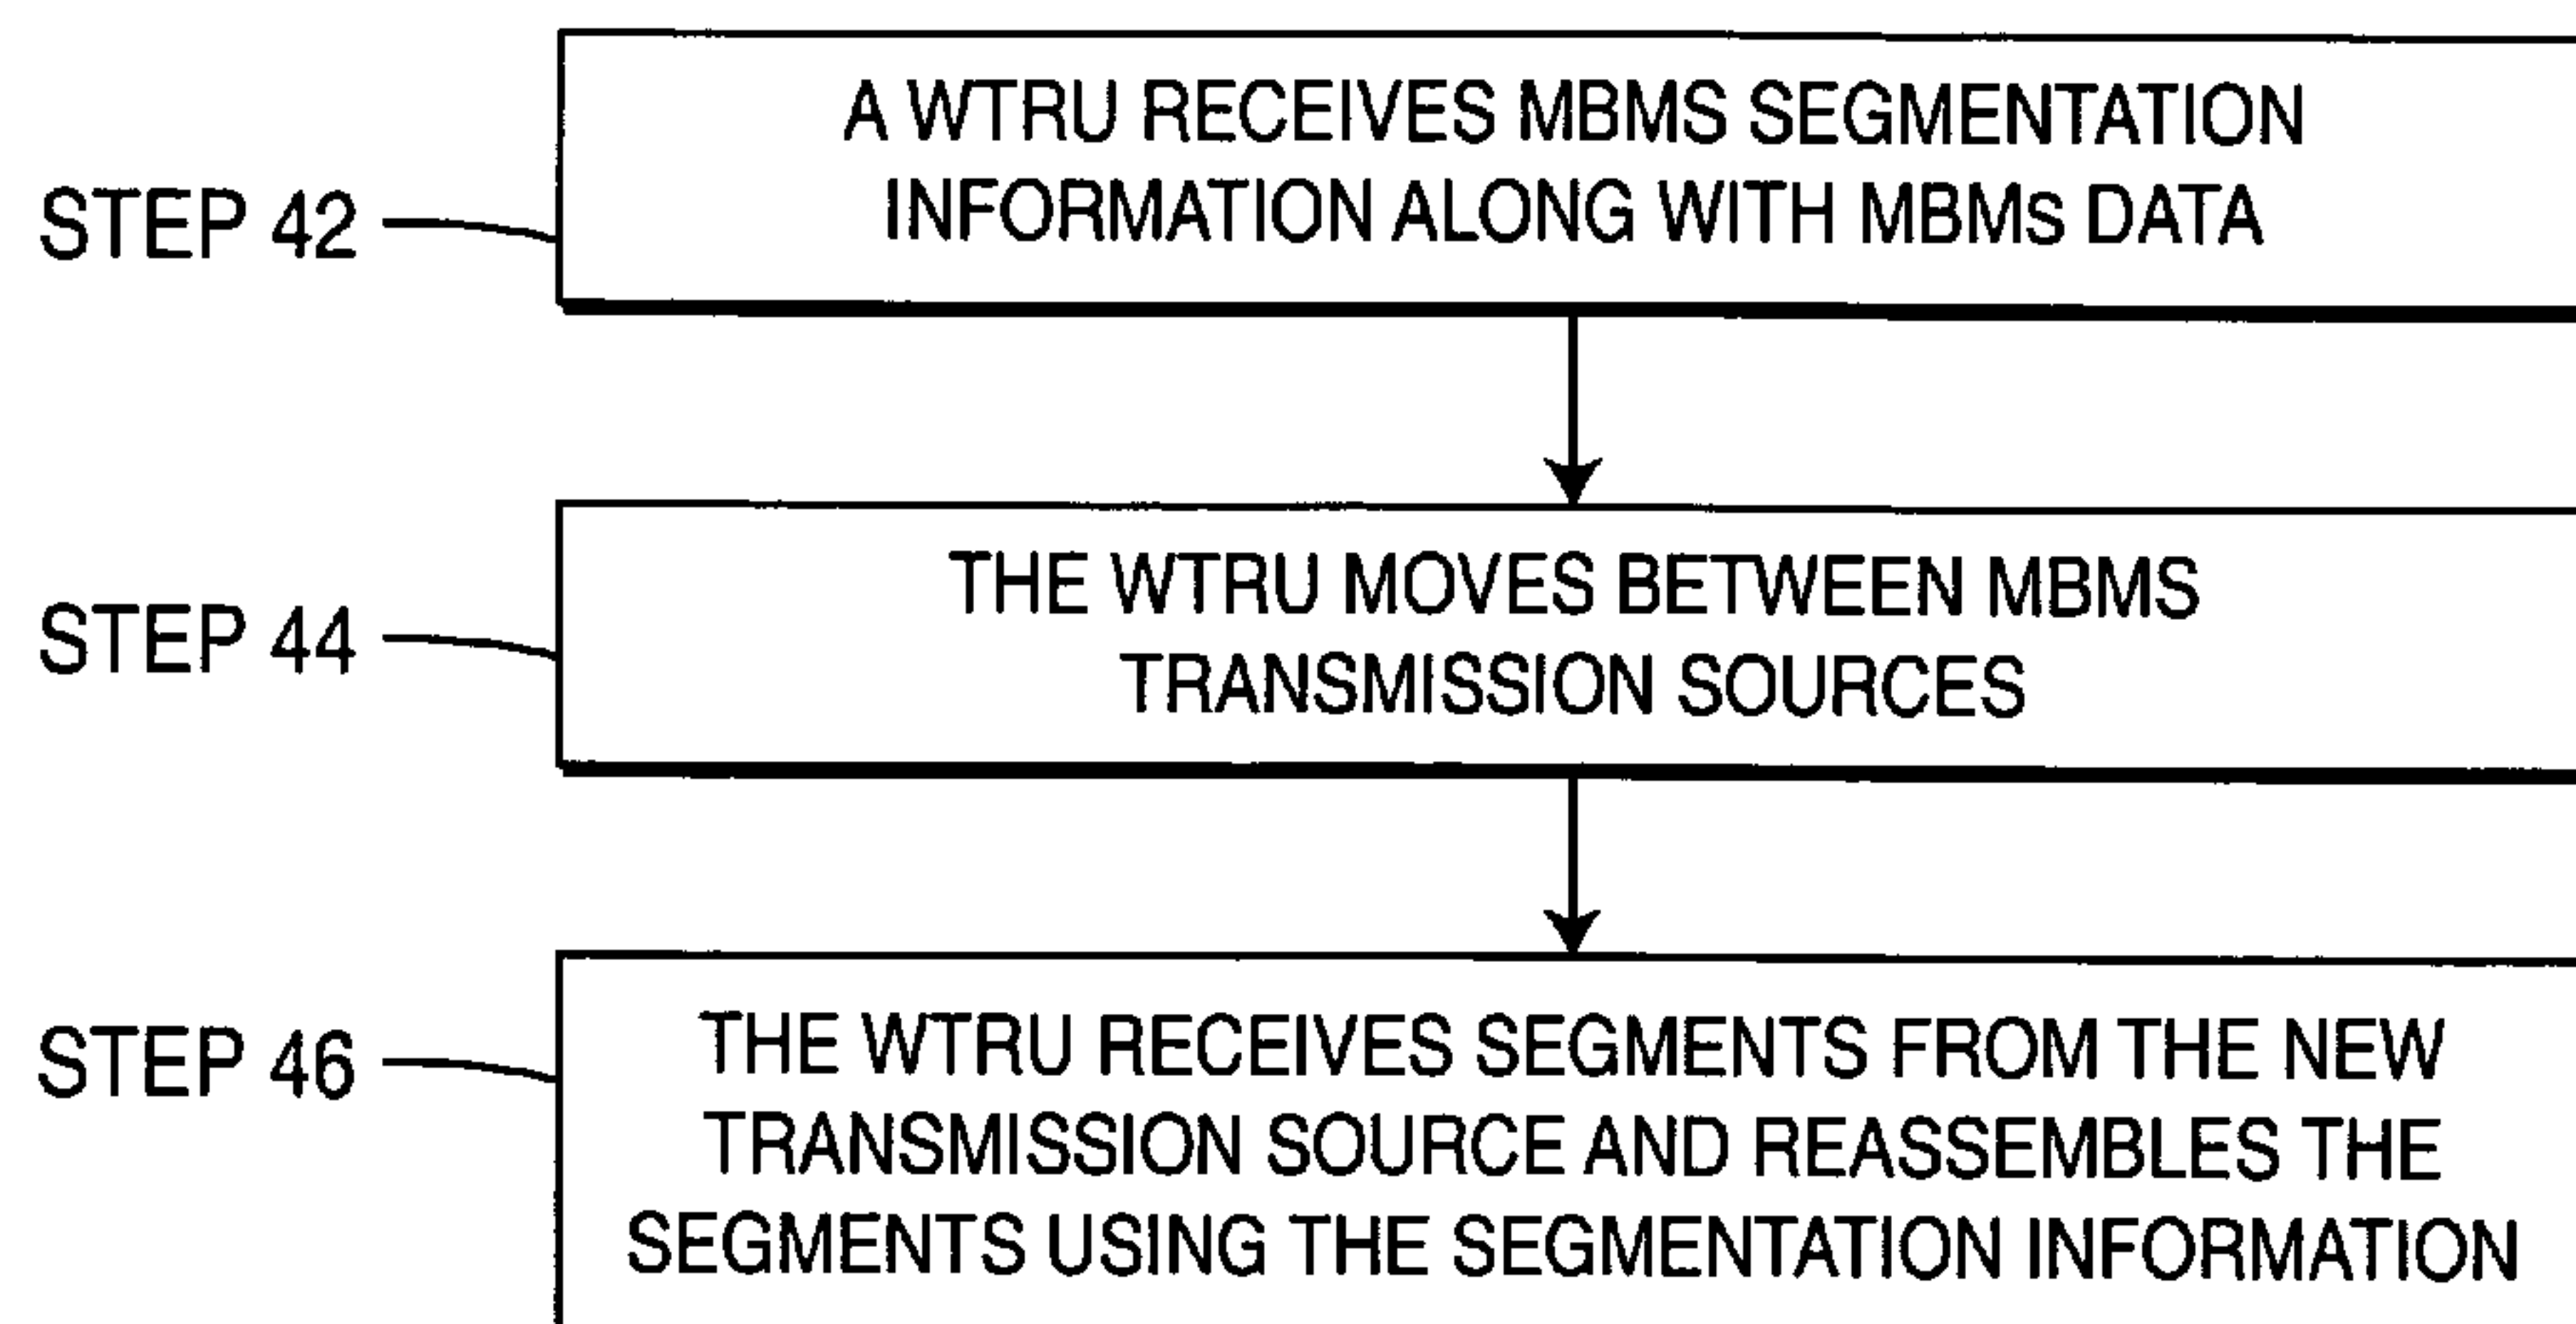 A WTRU RECEIVES MBMS SEGMENTATION
INFORMATION ALONG WITH MBMs DATA
STEP 42
THE WTRU MOVES BETWEEN MBMS
TRANSMISSION SOURCES
STEP 44
THE WTRU RECEIVES SEGMENTS FROM THE NEW
TRANSMISSION SOURCE AND REASSEMBLES THE
SEGMENTS USING THE SEGMENTATION INFORMATION
STEP 46